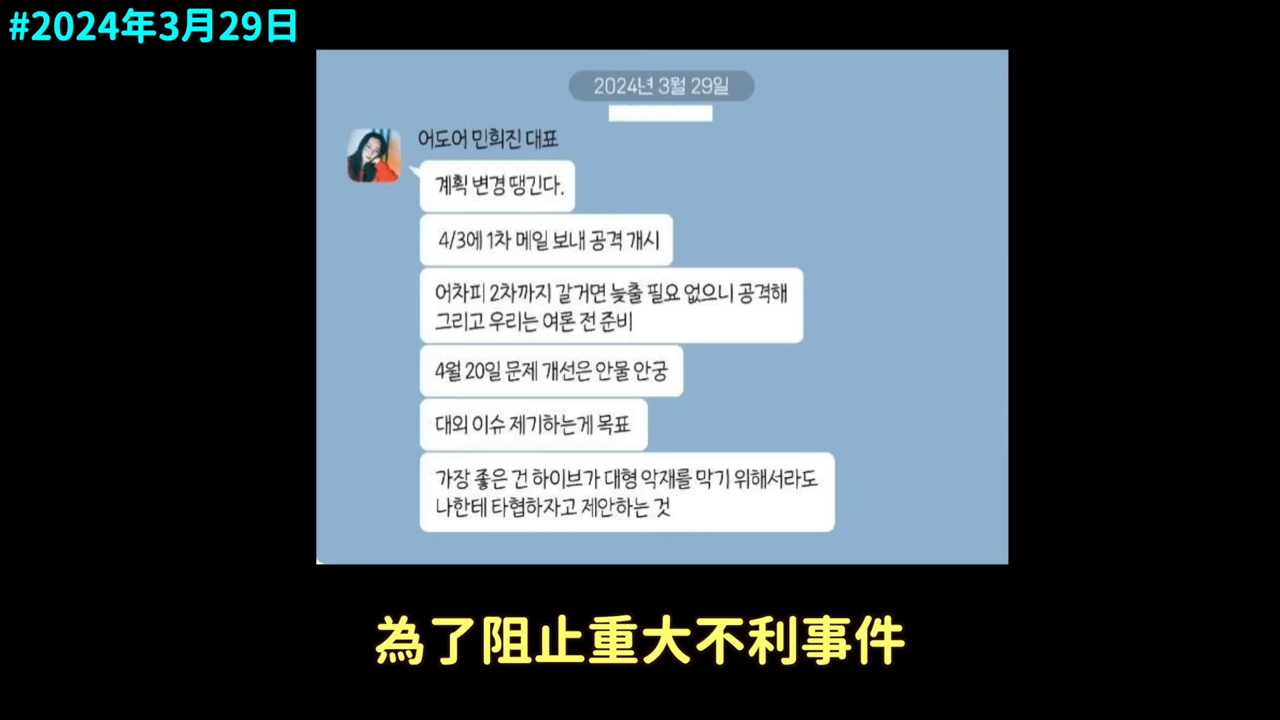 #2024年3月29日
2024년 3월 29일
어도어 민희진 대표
계획 변경 땡긴다.
4/3에 1차 메일 보내 공격 개시
어차피 2차까지 갈거면 늦출 필요 없으니 공격해
그리고 우리는 여론 전 준비
4월 20일 문제 개선은 안물 안궁
대외 이슈 제기하는게 목표
가장 좋은 건 하이브가 대형 악재를 막기 위해서라도
나한테 타협하자고 제안하는 것
為了阻止重大不利事件